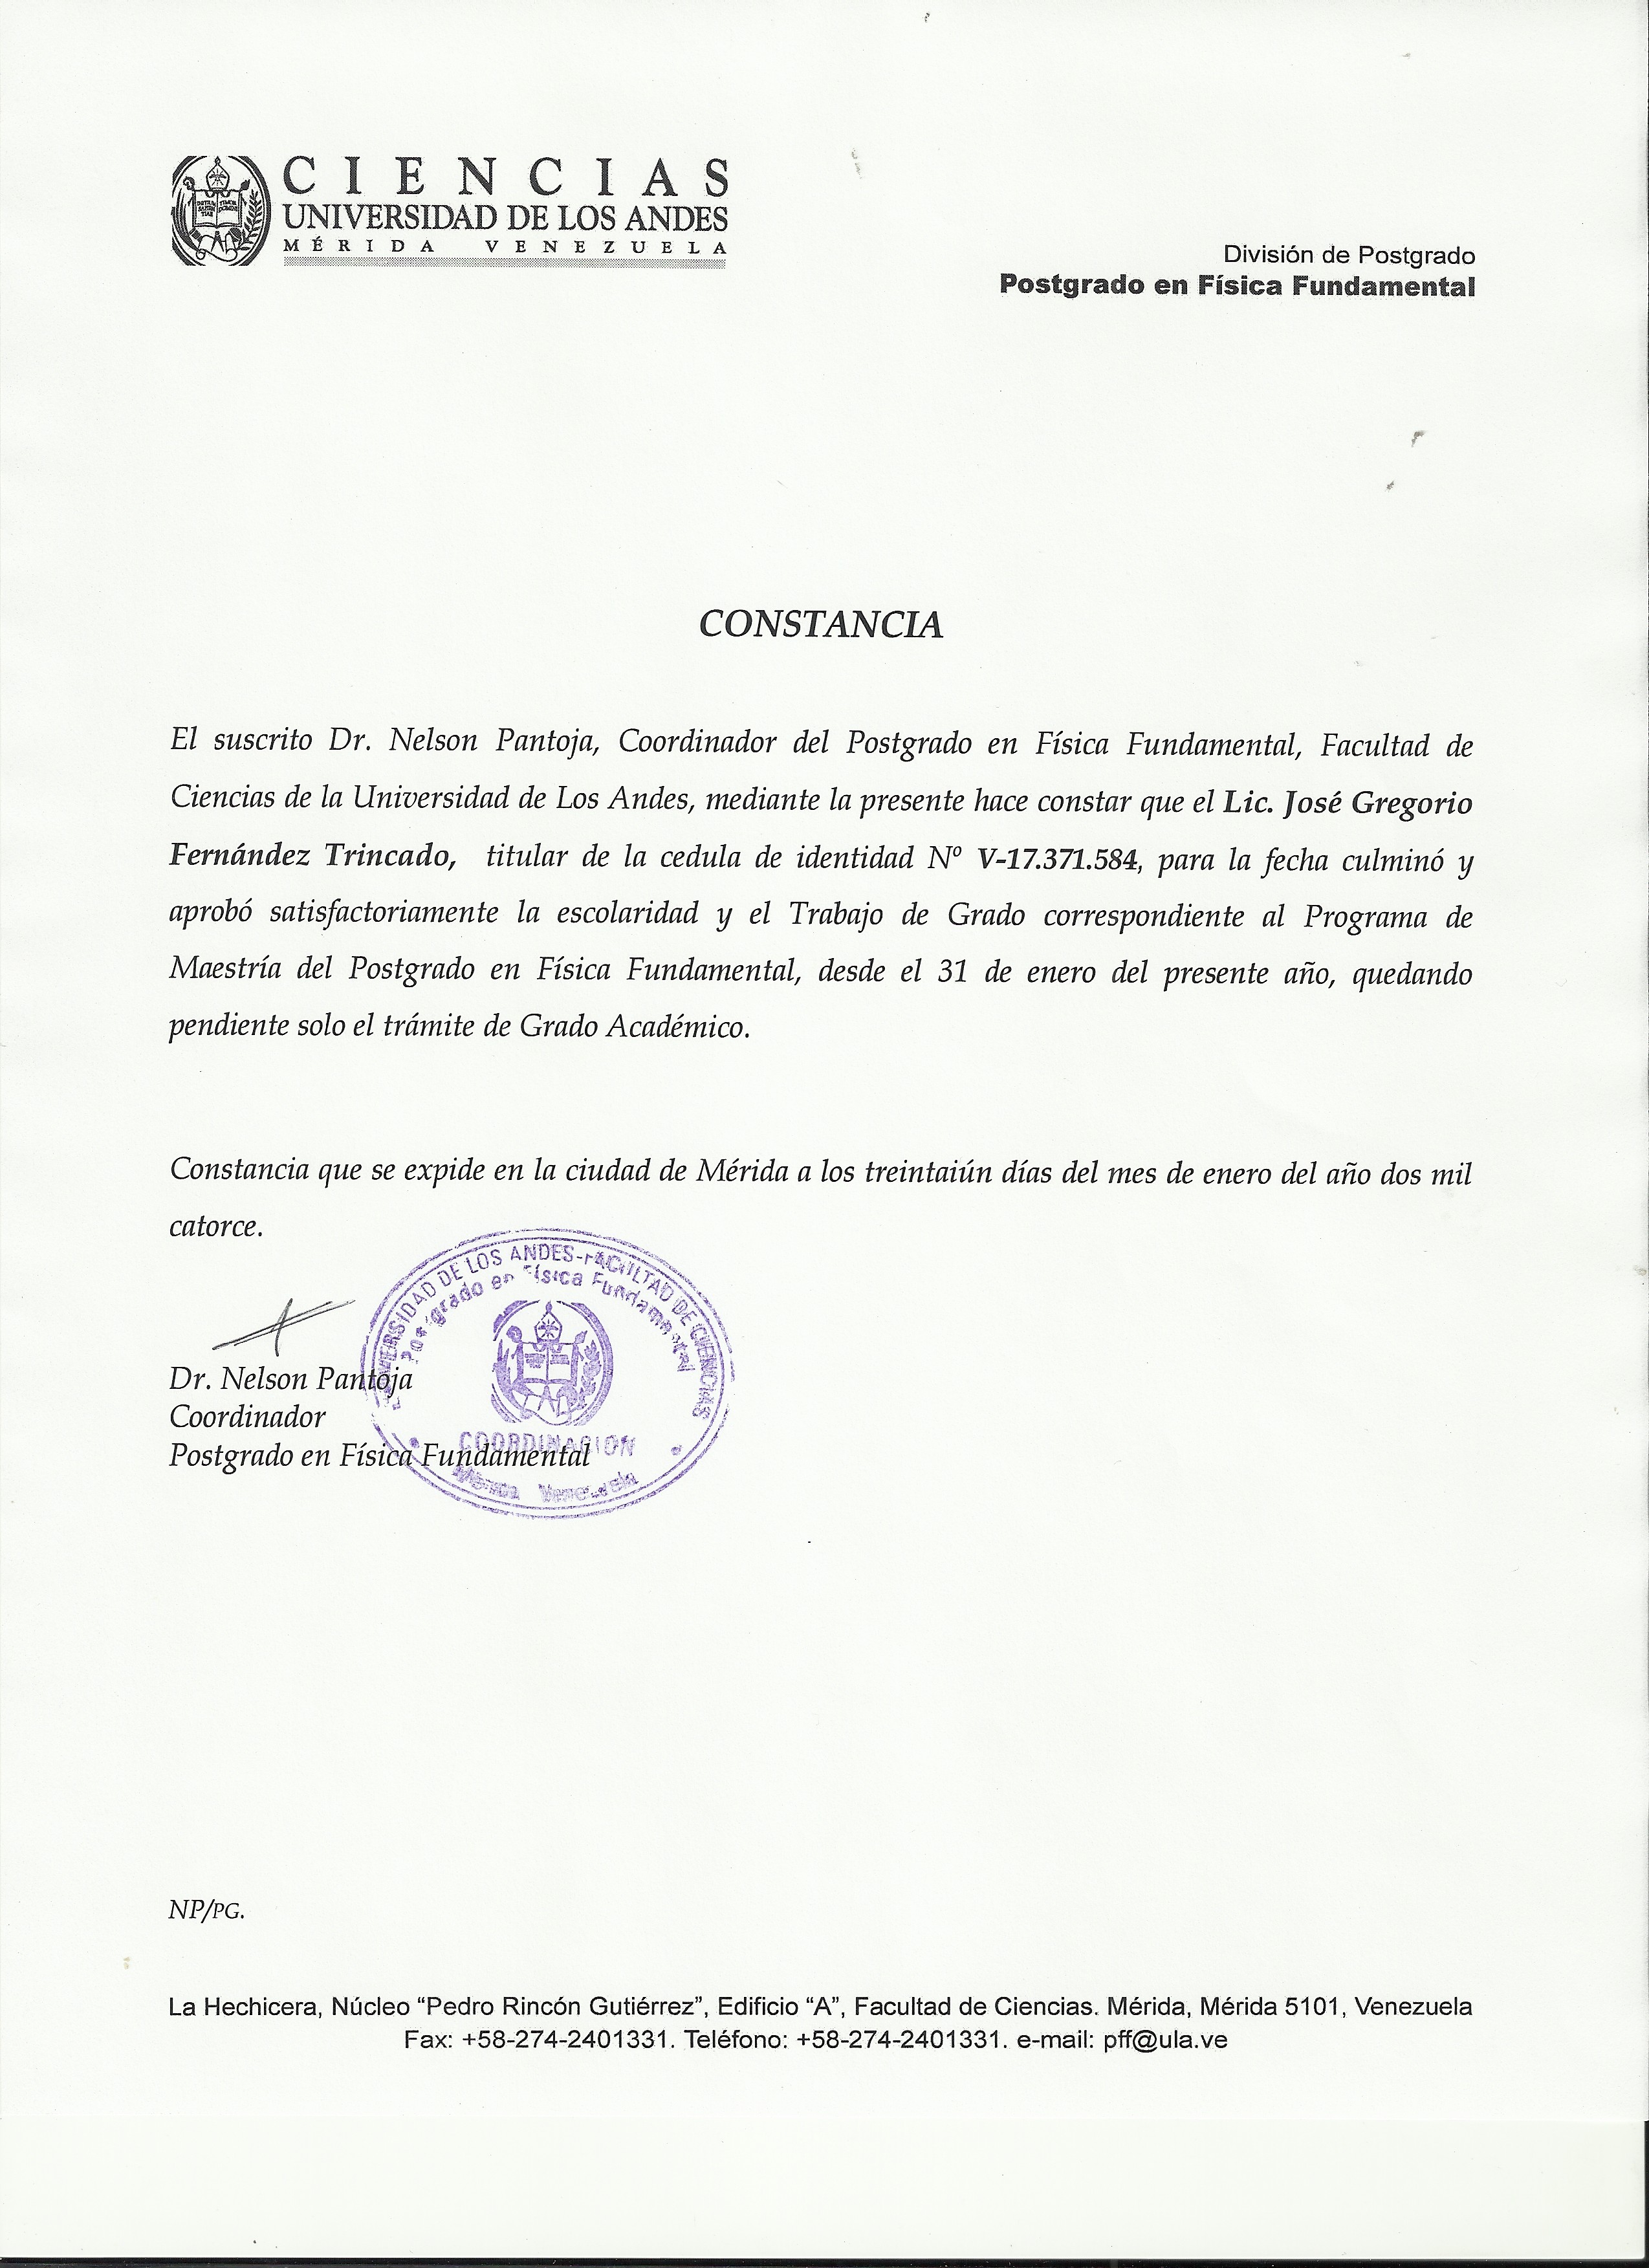 CIENCIAS
UNIVERSIDAD DE LOS ANDES
MÉRIDA VENEZUELA
División de Postgrado
Postgrado en Física Fundamental
CONSTANCIA
El suscrito Dr. Nelson Pantoja, Coordinador del Postgrado en Física Fundamental, Facultad de
Ciencias de la Universidad de Los Andes, mediante la presente hace constar que el Lic. José Gregorio
Fernández Trincado, titular de la cedula de identidad Nº V-17.371.584, para la fecha culminó y
aprobó satisfactoriamente la escolaridad y el Trabajo de Grado correspondiente al Programa de
Maestría del Postgrado en Física Fundamental, desde el 31 de enero del presente año, quedando
pendiente solo el trámite de Grado Académico.
Constancia que se expide en la ciudad de Mérida a los treintaiún días del mes de enero del año dos mil
catorce.
UNIVERSIDAD DE LOS ANDES-FACULTAD DE CIENCIAS
Postgrado en Física Fundamental
COORDINACION
Mérida Venezuela
Dr. Nelson Pantoja
Coordinador
Postgrado en Física Fundamental
NP/PG.
La Hechicera, Núcleo “Pedro Rincón Gutiérrez”, Edificio “A”, Facultad de Ciencias. Mérida, Mérida 5101, Venezuela
Fax: +58-274-2401331. Teléfono: +58-274-2401331. e-mail: pff@ula.ve